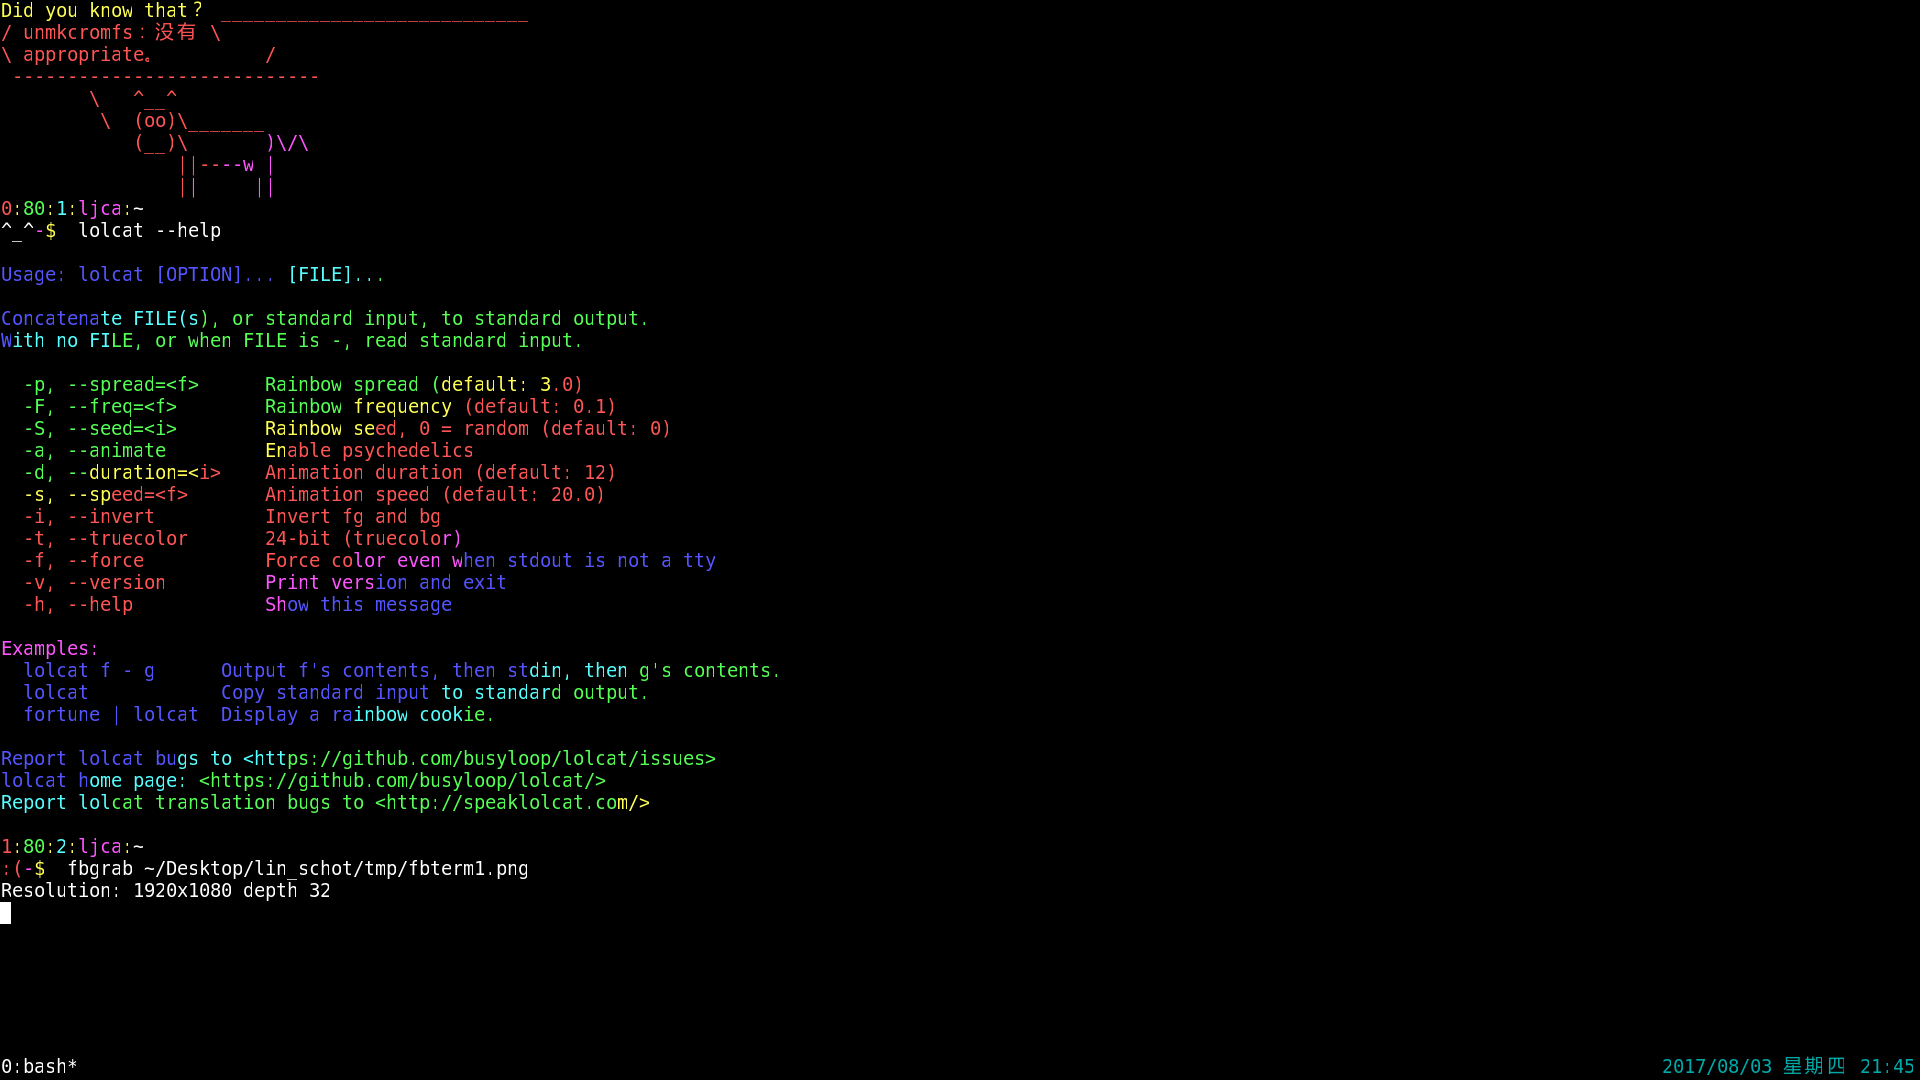 Did you know that？ ____________________________
/ unmkcromfs：没有 \
\ appropriate。          /
 ----------------------------
        \   ^__^
         \  (oo)\_______
            (__)\       )\/\
                ||----w |
                ||     ||
0:80:1:ljca:~
^_^-$  lolcat --help

Usage: lolcat [OPTION]... [FILE]...

Concatenate FILE(s), or standard input, to standard output.
With no FILE, or when FILE is -, read standard input.

  -p, --spread=<f>      Rainbow spread (default: 3.0)
  -F, --freq=<f>        Rainbow frequency (default: 0.1)
  -S, --seed=<i>        Rainbow seed, 0 = random (default: 0)
  -a, --animate         Enable psychedelics
  -d, --duration=<i>    Animation duration (default: 12)
  -s, --speed=<f>       Animation speed (default: 20.0)
  -i, --invert          Invert fg and bg
  -t, --truecolor       24-bit (truecolor)
  -f, --force           Force color even when stdout is not a tty
  -v, --version         Print version and exit
  -h, --help            Show this message

Examples:
  lolcat f - g      Output f's contents, then stdin, then g's contents.
  lolcat            Copy standard input to standard output.
  fortune | lolcat  Display a rainbow cookie.

Report lolcat bugs to <https://github.com/busyloop/lolcat/issues>
lolcat home page: <https://github.com/busyloop/lolcat/>
Report lolcat translation bugs to <http://speaklolcat.com/>

1:80:2:ljca:~
:(-$  fbgrab ~/Desktop/lin_schot/tmp/fbterm1.png
Resolution: 1920x1080 depth 32
0:bash*
2017/08/03 星期四 21:45